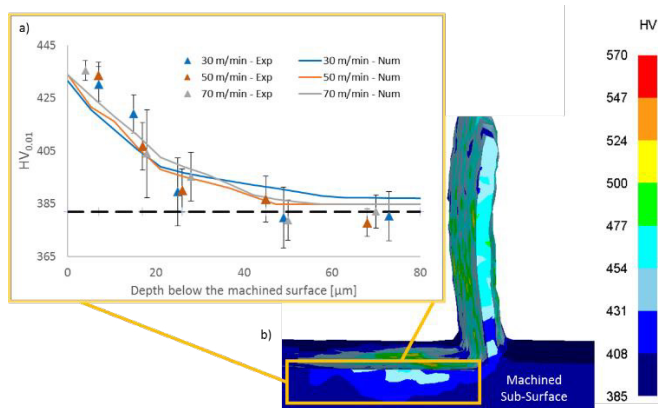 a)
445
425
405
385
365
HV0.01
30 m/min - Exp
50 m/min - Exp
70 m/min - Exp
30 m/min - Num
50 m/min - Num
70 m/min - Num
0
20
40
60
80
Depth below the machined surface [μm]
b)
Machined
Sub-Surface
HV
570
547
524
500
477
454
431
408
385